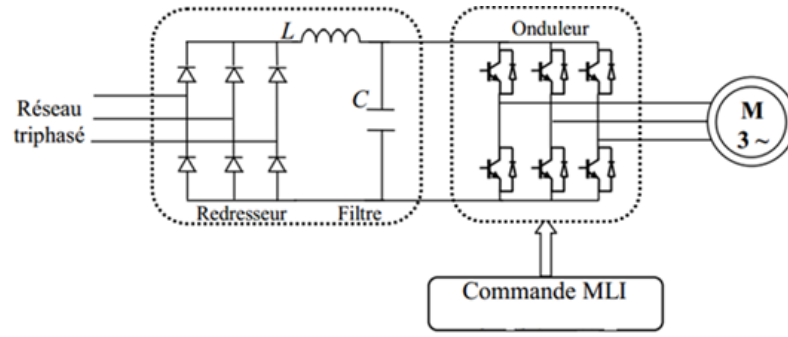 Onduleur
L
C
Réseau
triphasé
M
3 ~
Redresseur
Filtre
Commande MLI